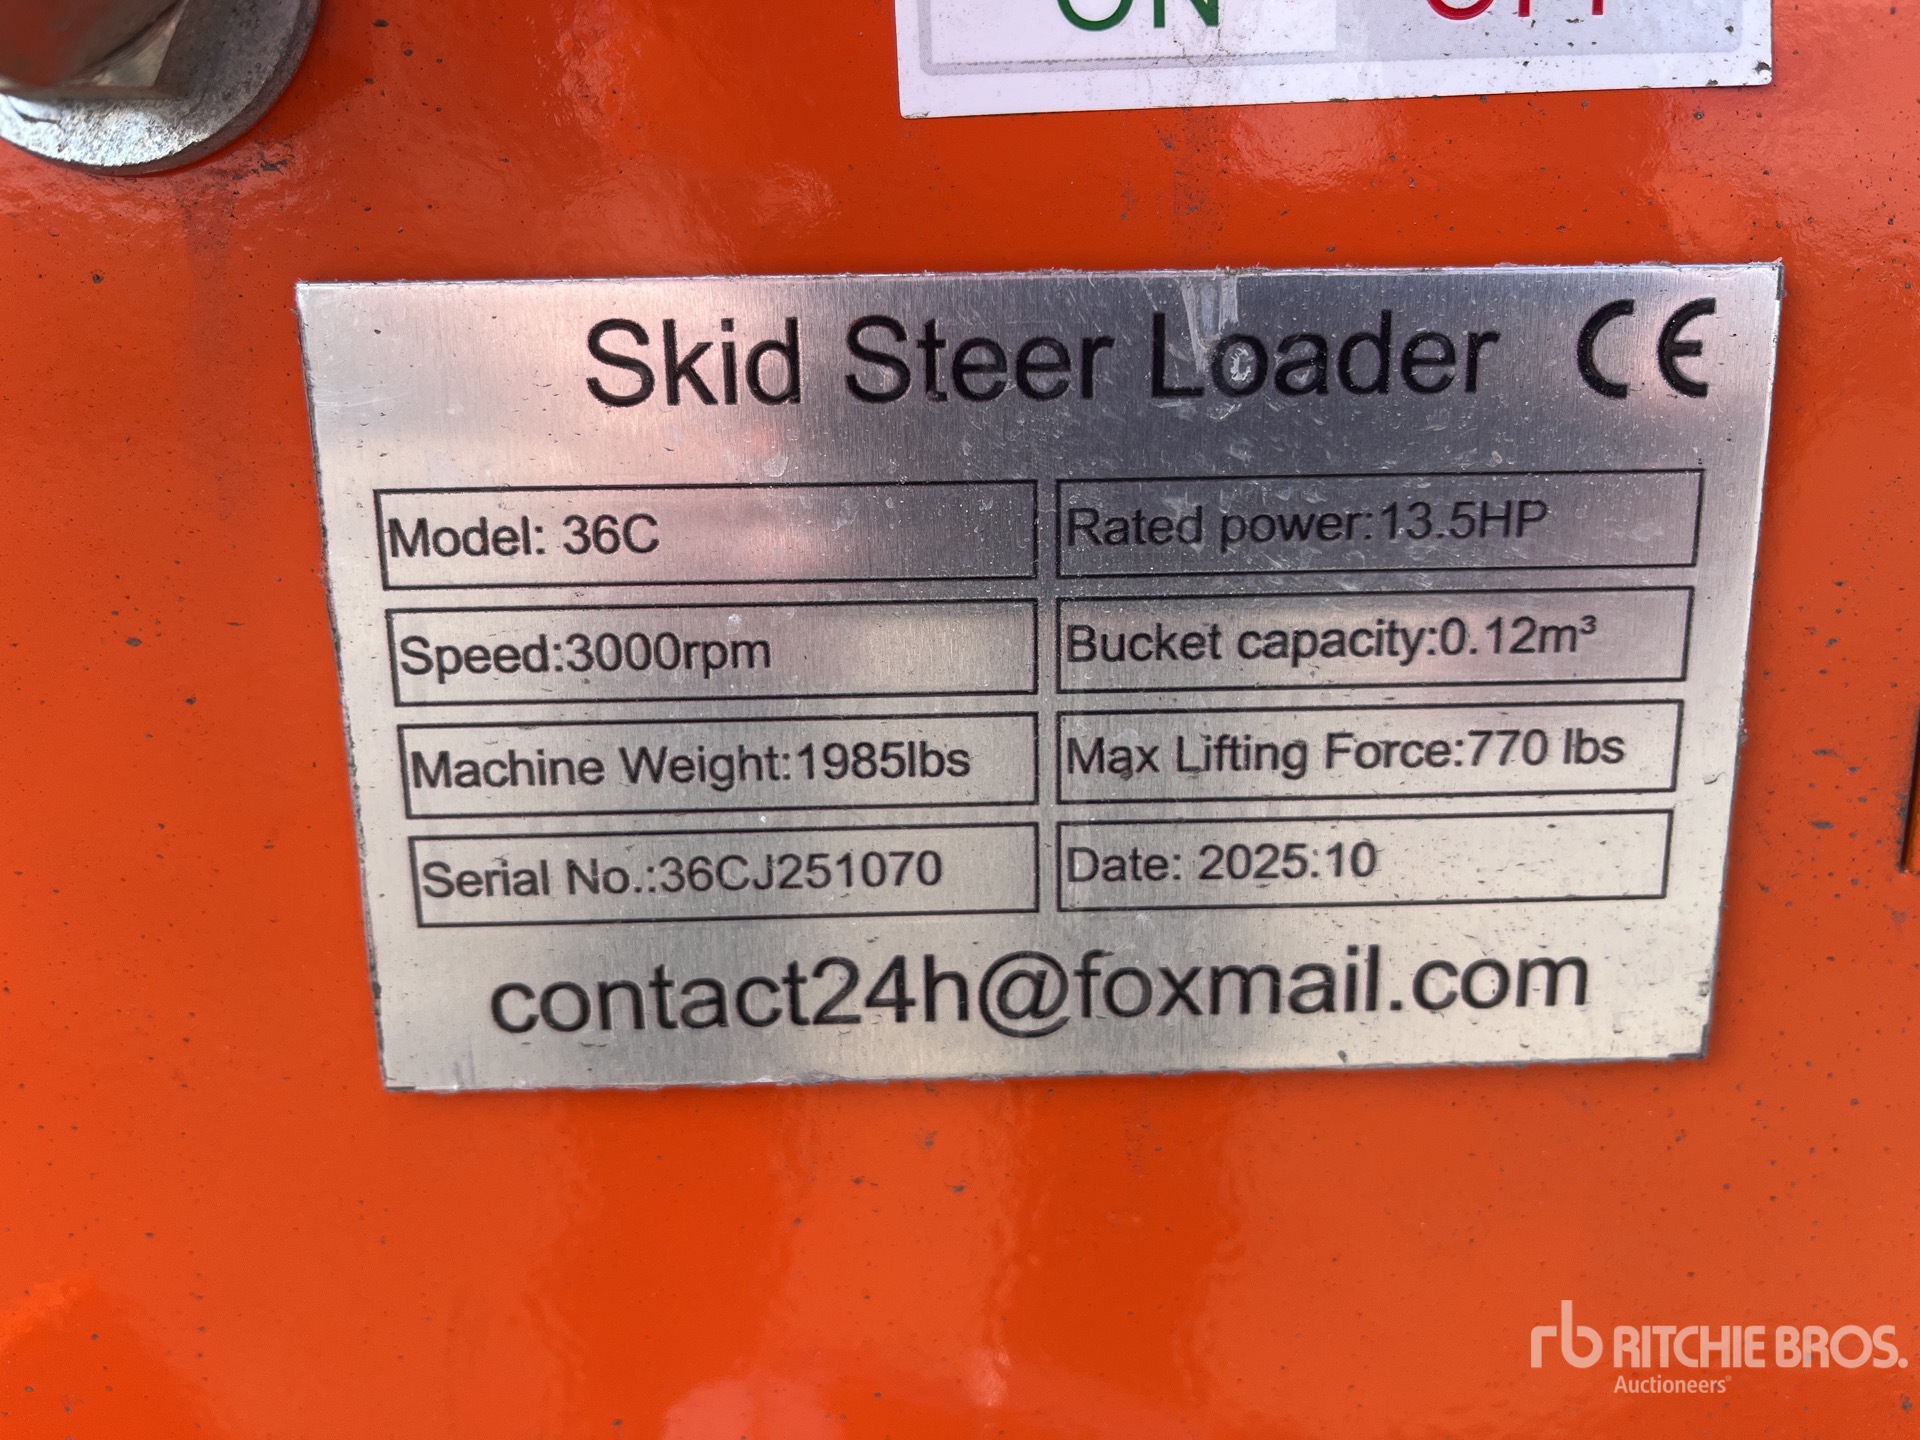 ON OFF
Skid Steer Loader CE
Model: 36C
Rated power:13.5HP
Speed:3000rpm
Bucket capacity:0.12m³
Machine Weight:1985lbs
Max Lifting Force:770 lbs
Serial No.:36CJ251070
Date: 2025.10
contact24h@foxmail.com
rb RITCHIE BROS.
Auctioneers